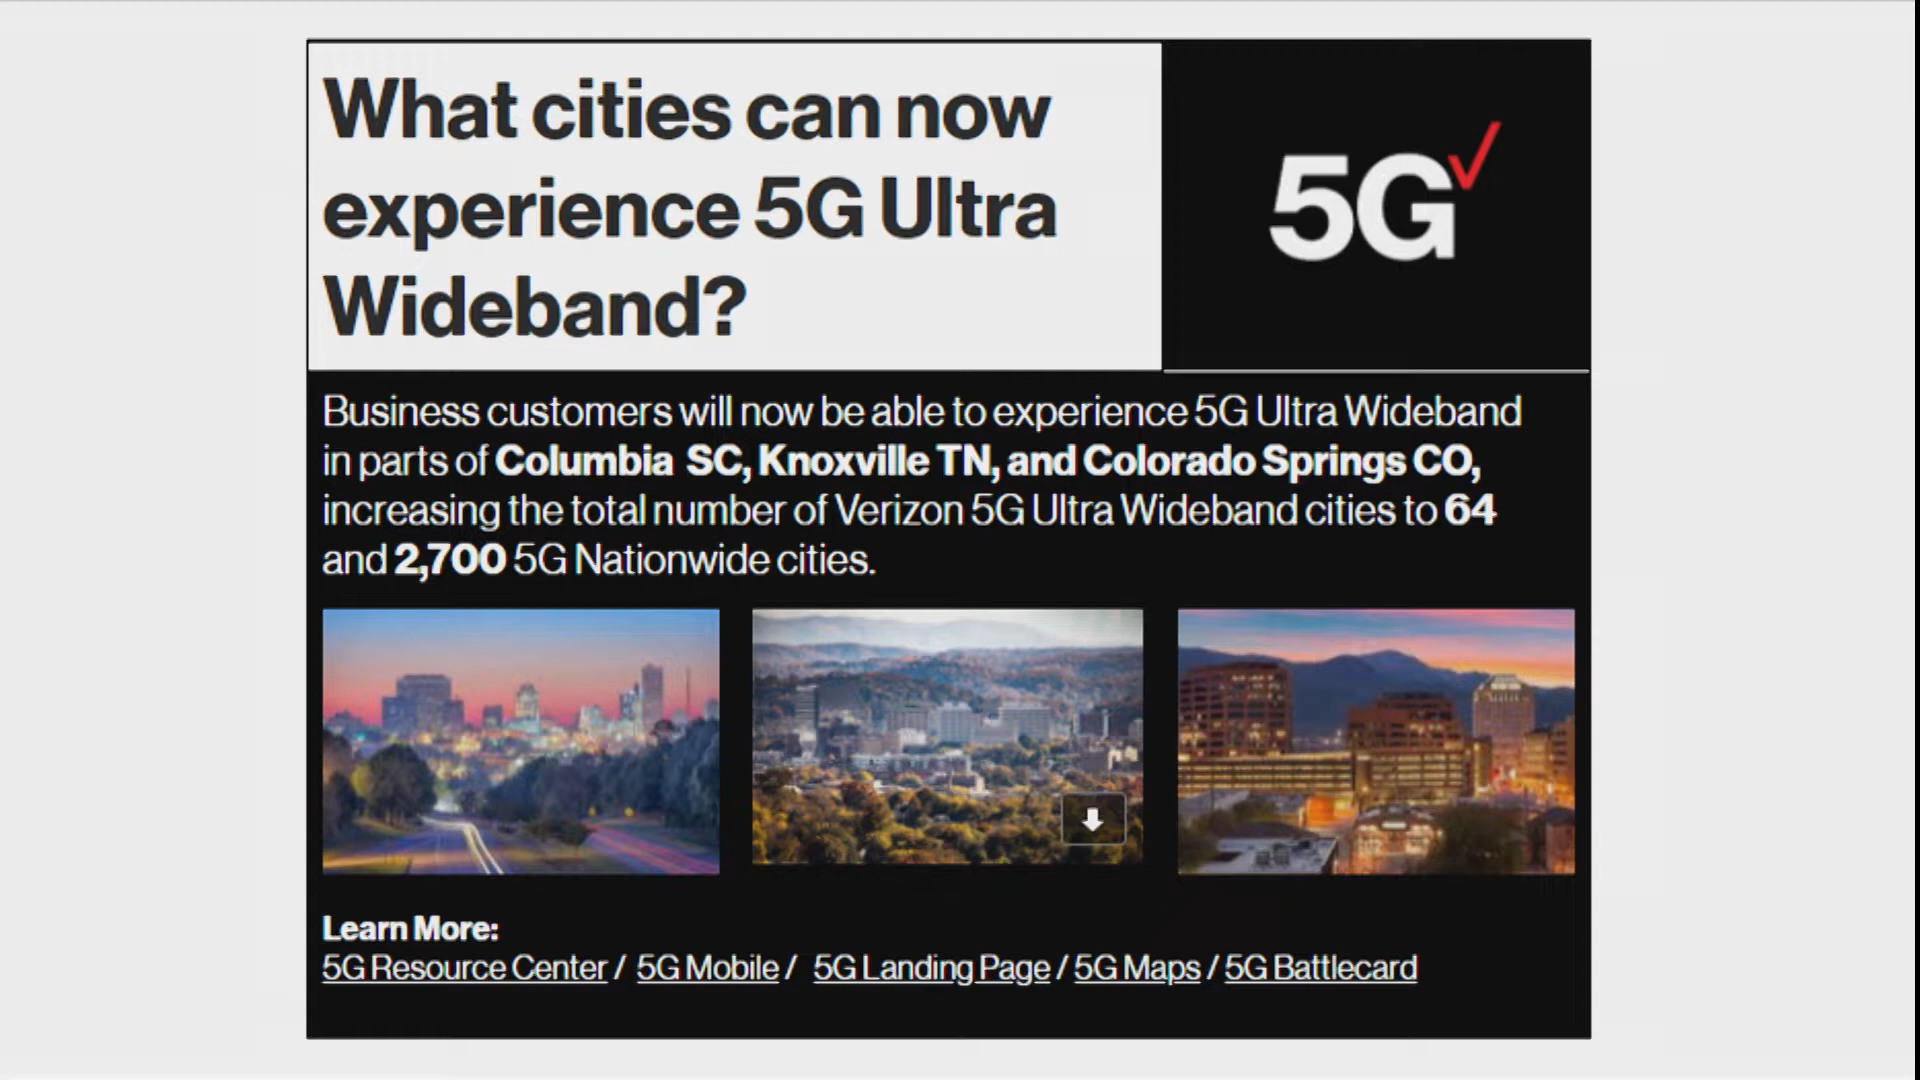 What cities can now
experience 5G Ultra
Wideband?
5G
Business customers will now be able to experience 5G Ultra Wideband
in parts of Columbia SC, Knoxville TN, and Colorado Springs CO,
increasing the total number of Verizon 5G Ultra Wideband cities to 64
and 2,700 5G Nationwide cities.
Learn More:
5G Resource Center / 5G Mobile / 5G Landing Page / 5G Maps / 5G Battlecard